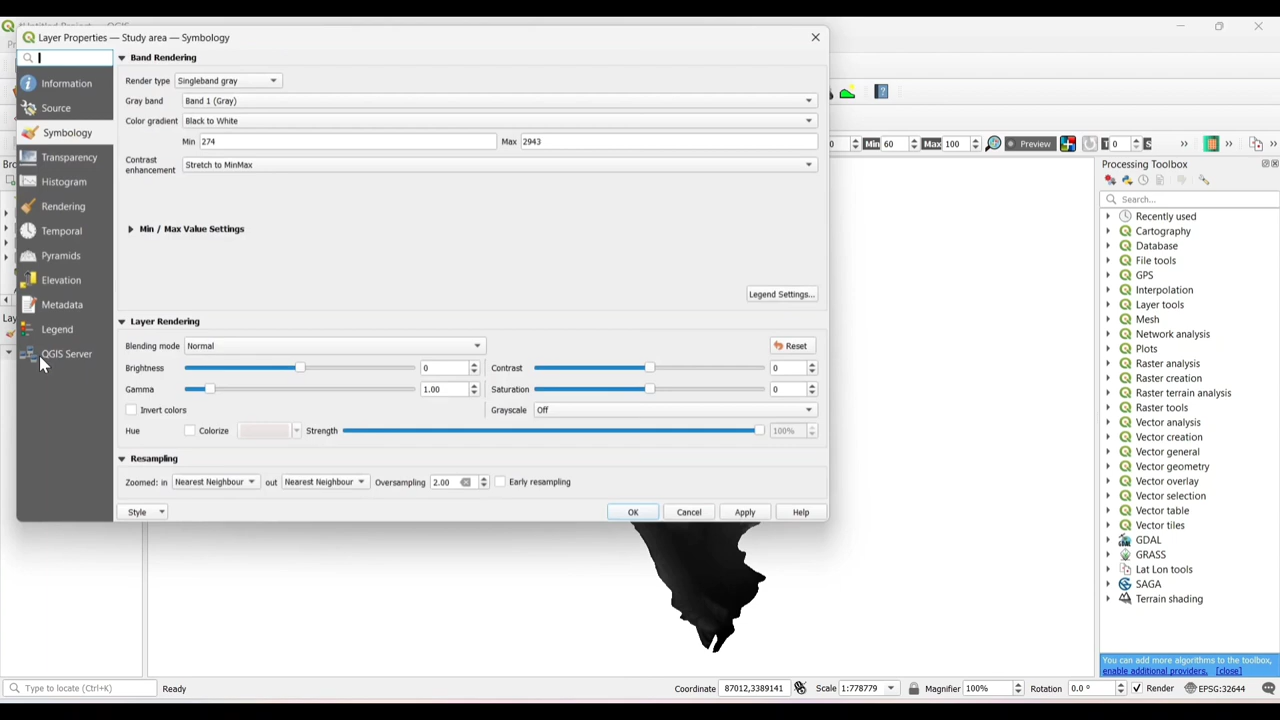 Layer Properties — Study area — Symbology
Information
Source
Symbology
Transparency
Histogram
Rendering
Temporal
Pyramids
Elevation
Metadata
Legend
QGIS Server
Band Rendering
Render type Singleband gray
Gray band Band 1 (Gray)
Color gradient Black to White
Min 274 Max 2943
Contrast
enhancement Stretch to MinMax
Min / Max Value Settings
Legend Settings...
Layer Rendering
Blending mode Normal Reset
Brightness 0 Contrast 0
Gamma 1.00 Saturation 0
Invert colors Grayscale Off
Hue Colorize Strength 100%
Resampling
Zoomed: in Nearest Neighbour out Nearest Neighbour Oversampling 2.00 Early resampling
Style OK Cancel Apply Help
0 Min 60 Max 100 Preview T 0 S
Processing Toolbox
Search...
Recently used
Cartography
Database
File tools
GPS
Interpolation
Layer tools
Mesh
Network analysis
Plots
Raster analysis
Raster creation
Raster terrain analysis
Raster tools
Vector analysis
Vector creation
Vector general
Vector geometry
Vector overlay
Vector selection
Vector table
Vector tiles
GDAL
GRASS
Lat Lon tools
SAGA
Terrain shading
You can add more algorithms to the toolbox,
enable additional providers. [close]
Type to locate (Ctrl+K) Ready Coordinate 87012,3389141 Scale 1:778779 Magnifier 100% Rotation 0.0 ° Render EPSG:32644